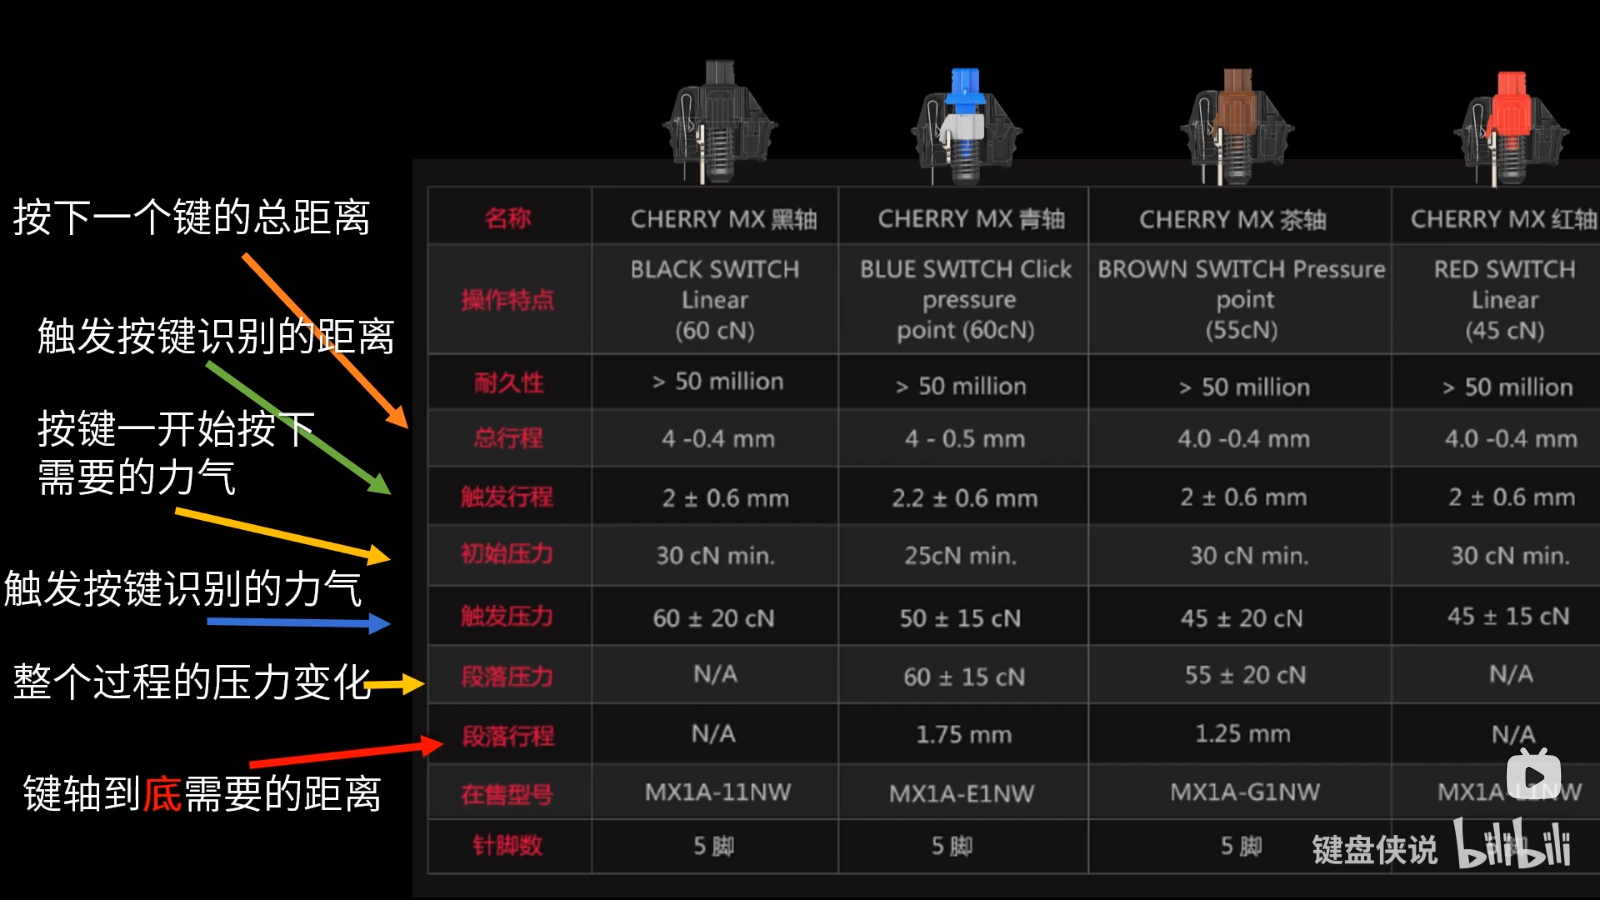 按下一个键的总距离
触发按键识别的距离
按键一开始按下
需要的力气
触发按键识别的力气
整个过程的压力变化
键轴到底需要的距离
名称 CHERRY MX 黑轴 CHERRY MX 青轴 CHERRY MX 茶轴 CHERRY MX 红轴
操作特点
BLACK SWITCH
Linear
(60 cN)
BLUE SWITCH Click
pressure
point (60cN)
BROWN SWITCH Pressure
point
(55cN)
RED SWITCH
Linear
(45 cN)
耐久性 > 50 million > 50 million > 50 million > 50 million
总行程 4 -0.4 mm 4 - 0.5 mm 4.0 -0.4 mm 4.0 -0.4 mm
触发行程 2 ± 0.6 mm 2.2 ± 0.6 mm 2 ± 0.6 mm 2 ± 0.6 mm
初始压力 30 cN min. 25cN min. 30 cN min. 30 cN min.
触发压力 60 ± 20 cN 50 ± 15 cN 45 ± 20 cN 45 ± 15 cN
段落压力 N/A 60 ± 15 cN 55 ± 20 cN N/A
段落行程 N/A 1.75 mm 1.25 mm N/A
在售型号 MX1A-11NW MX1A-E1NW MX1A-G1NW MX1A-L1NW
针脚数 5 脚 5 脚 5 脚
键盘侠说 bilibili